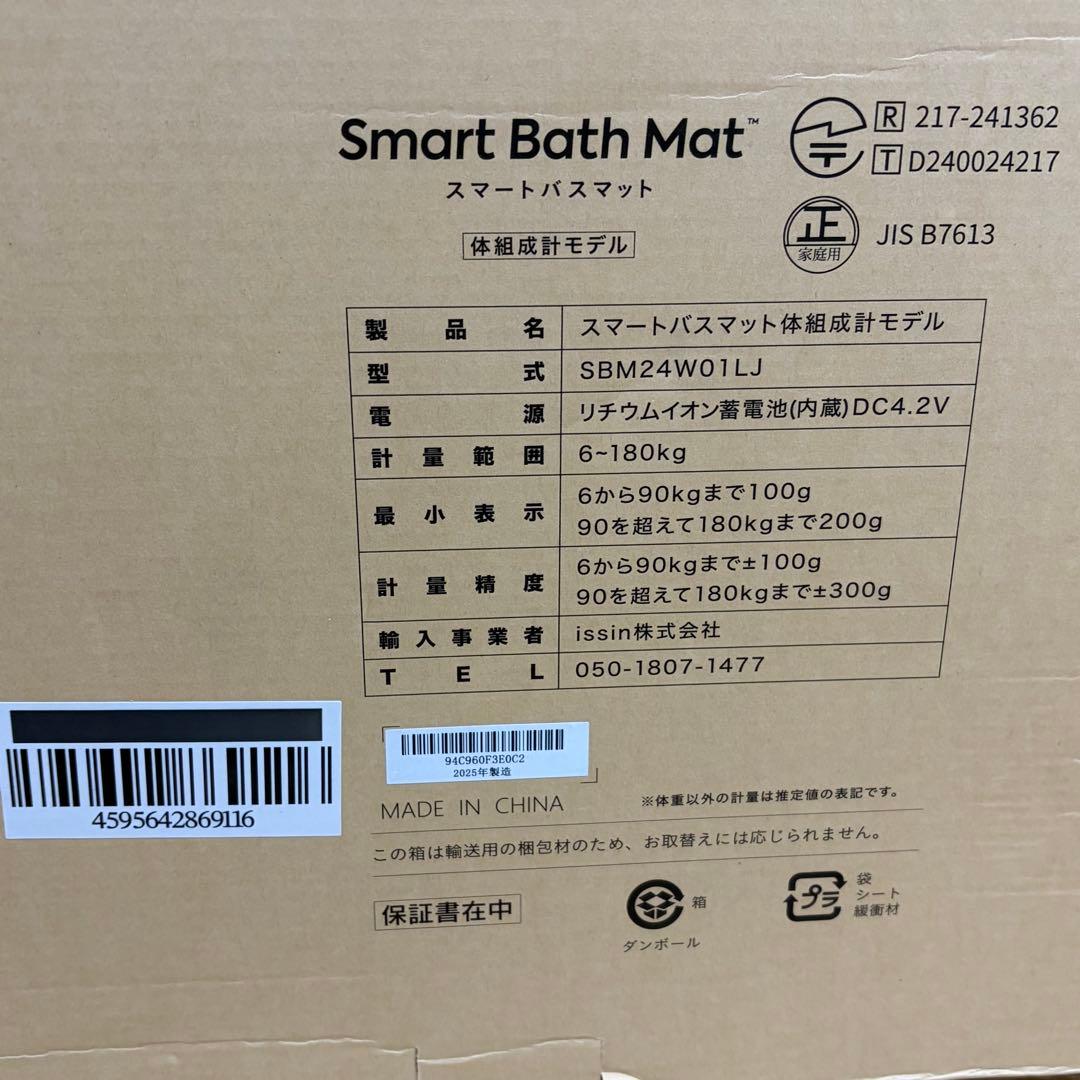 Smart Bath Mat™
スマートバスマット
体組成計モデル
R 217-241362
T D240024217
正
家庭用
JIS B7613
製品名 スマートバスマット体組成計モデル
型式 SBM24W01LJ
電源 リチウムイオン蓄電池(内蔵)DC4.2V
計量範囲 6~180kg
最小表示 6から90kgまで100g
90を超えて180kgまで200g
計量精度 6から90kgまで±100g
90を超えて180kgまで±300g
輸入事業者 issin株式会社
TEL 050-1807-1477
4595642869116
94C960F3E0C2
2025年製造
MADE IN CHINA
※体重以外の計量は推定値の表記です。
この箱は輸送用の梱包材のため、お取替えには応じられません。
保証書在中
箱
ダンボール
プラ
袋
シート
緩衝材